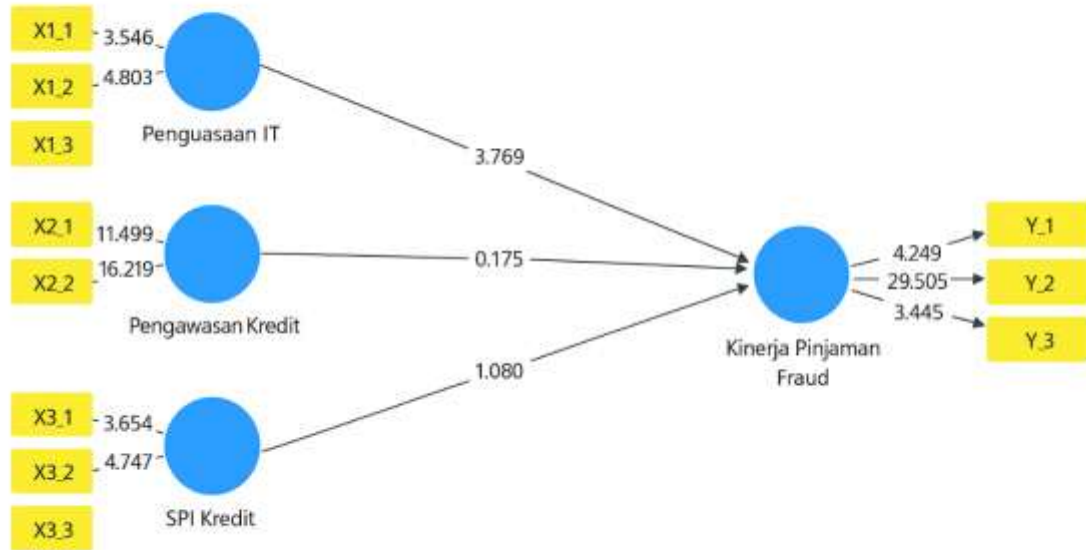 X1_1
3.546
X1_2
4.803
X1_3
Penguasaan IT
3.769
X2_1
11.499
X2_2
16.219
Pengawasan Kredit
0.175
X3_1
3.654
X3_2
4.747
X3_3
SPI Kredit
1.080
Kinerja Pinjaman
Fraud
4.249
29.505
3.445
Y_1
Y_2
Y_3